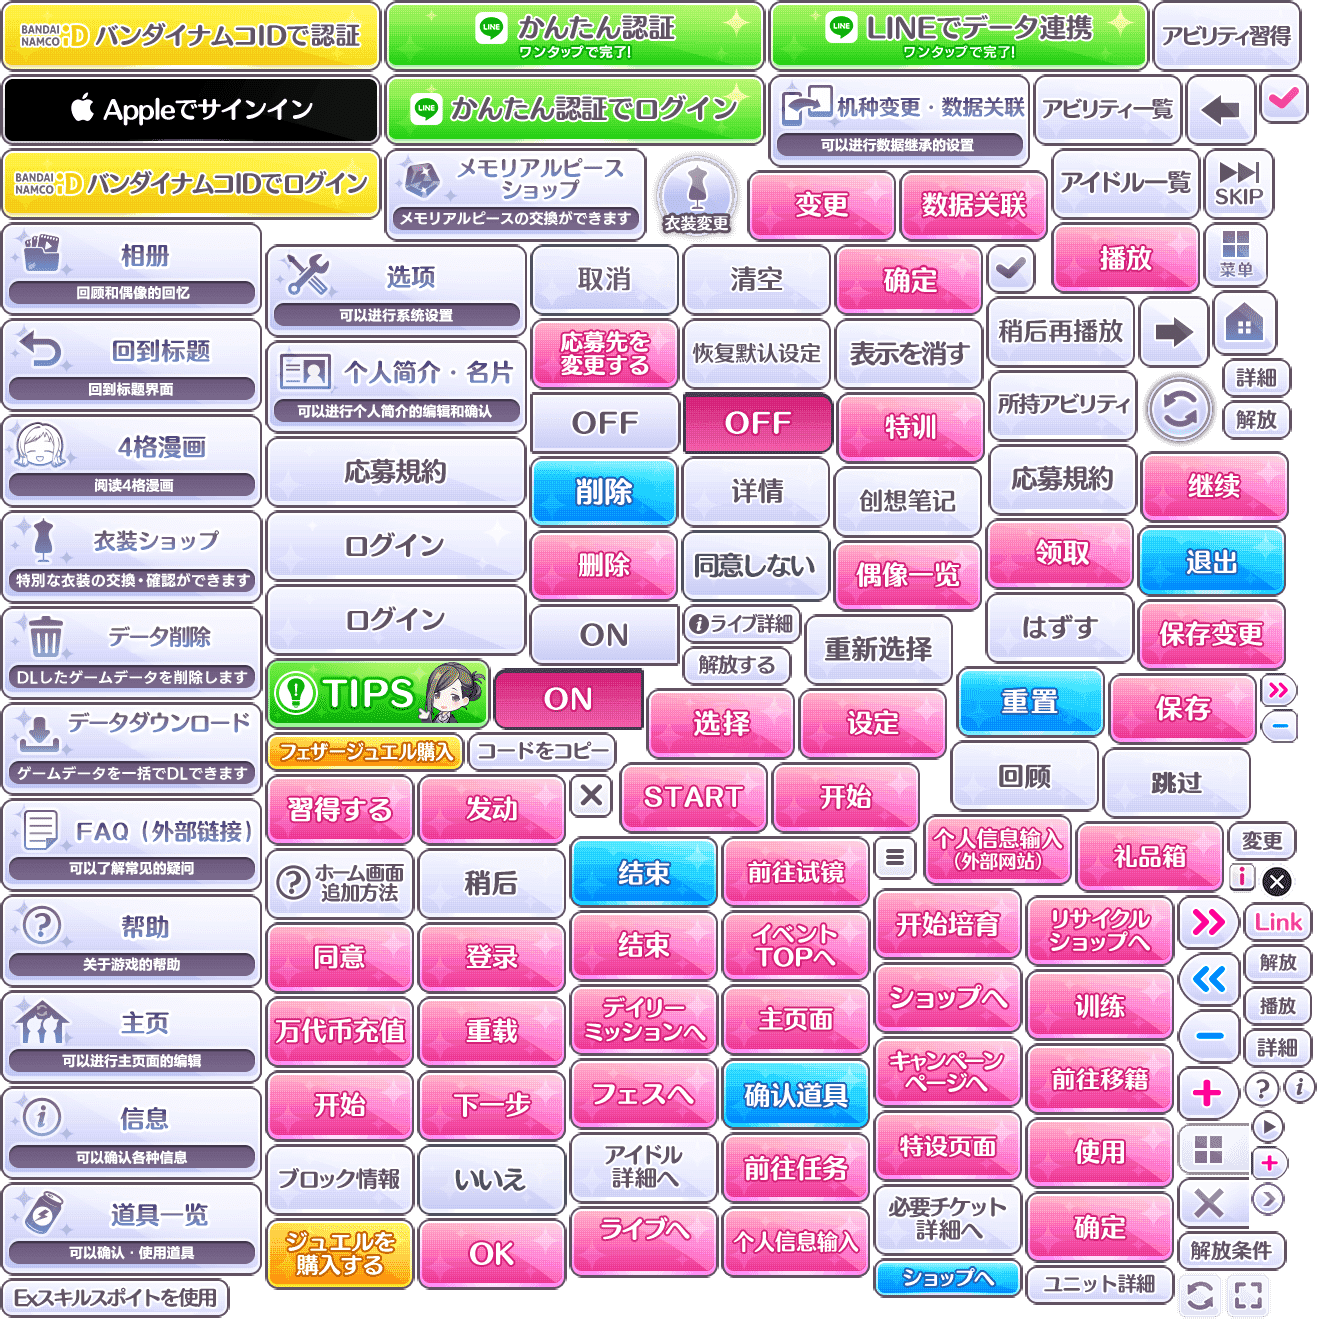 BANDAI NAMCO iD バンダイナムコIDで認証
LINE かんたん認証
ワンタップで完了!
LINE LINEでデータ連携
ワンタップで完了!
アビリティ習得
Appleでサインイン
LINE かんたん認証でログイン
机种变更・数据关联
可以进行数据继承的设置
アビリティ一覧
BANDAI NAMCO iD バンダイナムコIDでログイン
メモリアルピース
ショップ
メモリアルピースの交換ができます
衣装変更
变更
数据关联
アイドル一覧
SKIP
相册
回顾和偶像的回忆
选项
可以进行系统设置
取消
清空
确定
播放
菜单
回到标题
回到标题界面
个人简介・名片
可以进行个人简介的编辑和确认
応募先を
変更する
恢复默认设定
表示を消す
稍后再播放
詳細
4格漫画
阅读4格漫画
応募規約
OFF
OFF
特训
所持アビリティ
解放
衣装ショップ
特別な衣装の交換・確認ができます
ログイン
削除
详情
创想笔记
応募規約
继续
データ削除
DLしたゲームデータを削除します
ログイン
删除
同意しない
偶像一览
领取
退出
ON
ライブ詳細
解放する
重新选择
はずす
保存变更
データダウンロード
ゲームデータを一括でDLできます
TIPS
ON
选择
设定
重置
保存
フェザージュエル購入
コードをコピー
回顾
跳过
FAQ（外部链接）
可以了解常见的疑问
習得する
发动
START
开始
个人信息输入
（外部网站）
礼品箱
変更
ホーム画面
追加方法
稍后
结束
前往试镜
帮助
关于游戏的帮助
同意
登录
结束
イベント
TOPへ
开始培育
リサイクル
ショップへ
Link
解放
主页
可以进行主页面的编辑
万代币充值
重载
デイリー
ミッションへ
主页面
ショップへ
训练
播放
詳細
信息
可以确认各种信息
开始
下一步
フェスへ
确认道具
キャンペーン
ページへ
前往移籍
道具一览
可以确认・使用道具
ブロック情報
いいえ
アイドル
詳細へ
前往任务
特设页面
使用
ジュエルを
購入する
OK
ライブへ
个人信息输入
必要チケット
詳細へ
确定
解放条件
Exスキルスポイトを使用
ショップへ
ユニット詳細